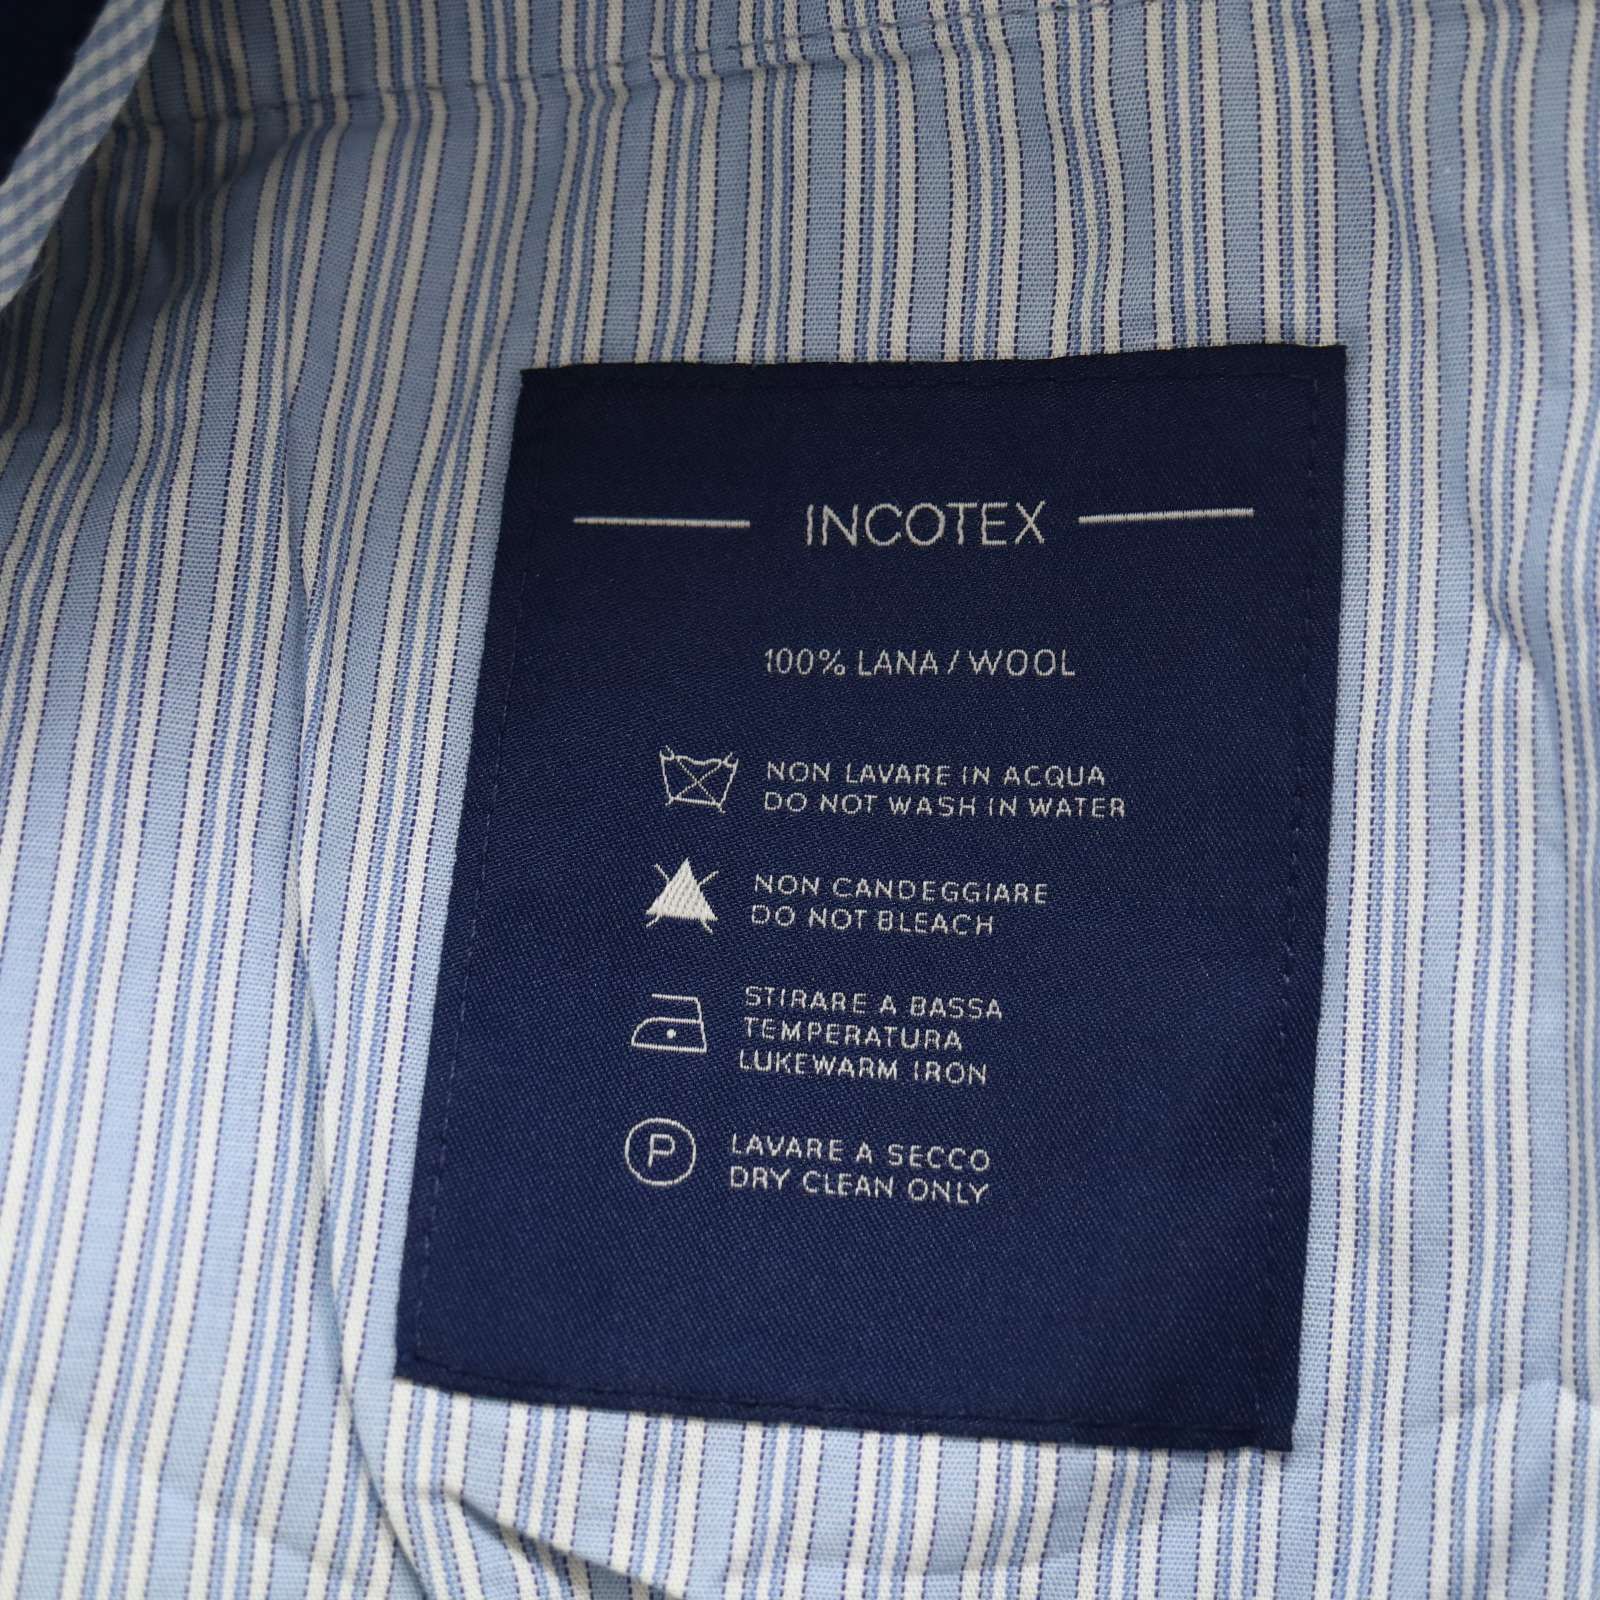 INCOTEX
100% LANA / WOOL
NON LAVARE IN ACQUA
DO NOT WASH IN WATER
NON CANDEGGIARE
DO NOT BLEACH
STIRARE A BASSA
TEMPERATURA
LUKEWARM IRON
P
LAVARE A SECCO
DRY CLEAN ONLY